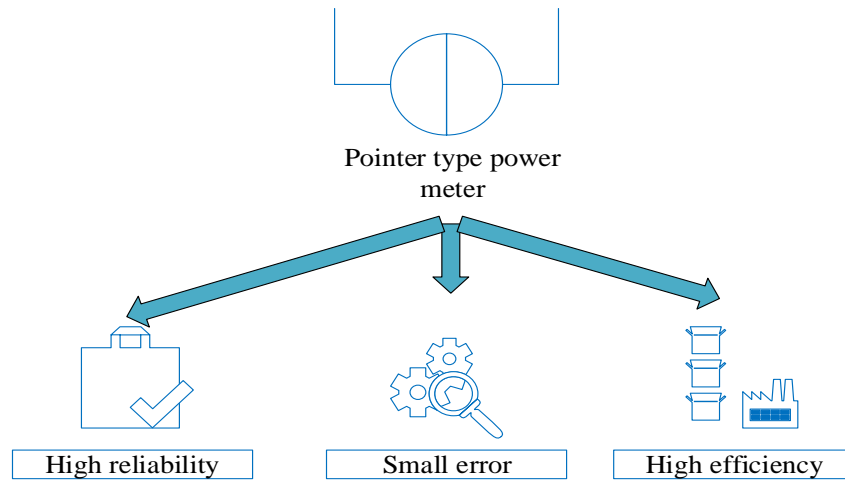 Pointer type power
meter
High reliability
Small error
High efficiency